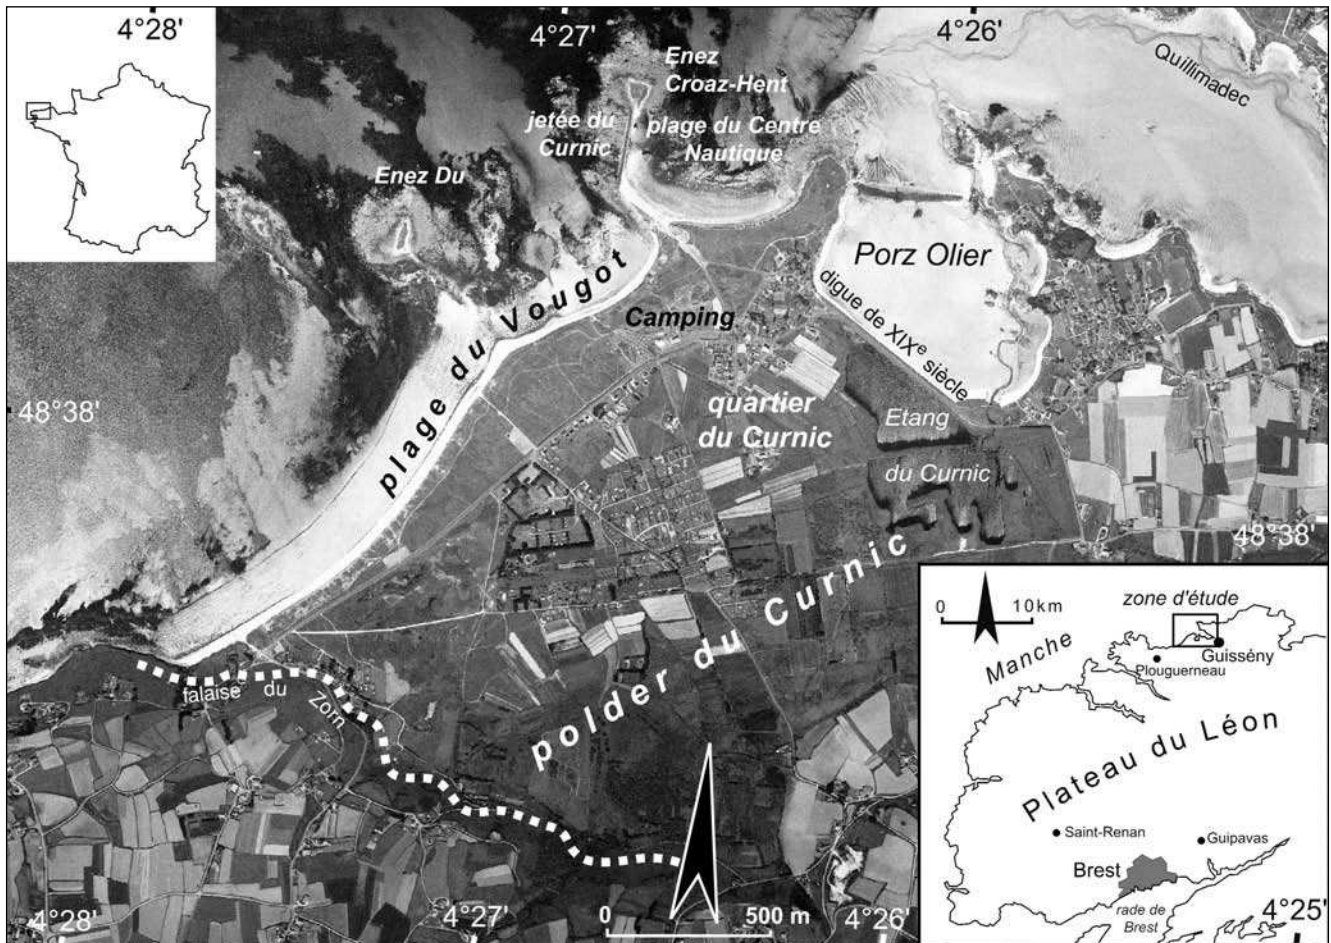 4°28'
4°27'
4°26'
Enez
Croaz-Hent
Quillimadec
jetée du
Curnic
plage du Centre
Nautique
Enez Du
Porz Olier
plage du Vougot
digue de XIXe siècle
Camping
48°38'
quartier
du Curnic
Etang
du Curnic
48°38'
polder du Curnic
falaise du Zorn
0 10km
zone d'étude
Manche
Guissény
Plouguerneau
Plateau du Léon
Saint-Renan
Guipavas
Brest
rade de
Brest
4°28'
4°27'
0 500 m
4°26'
4°25'